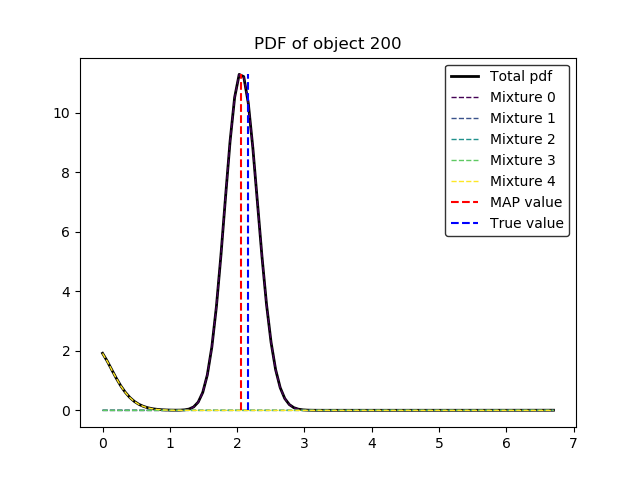 PDF of object 200
Total pdf
Mixture 0
Mixture 1
Mixture 2
Mixture 3
Mixture 4
MAP value
True value
10
8
6
4
2
0
0 1 2 3 4 5 6 7